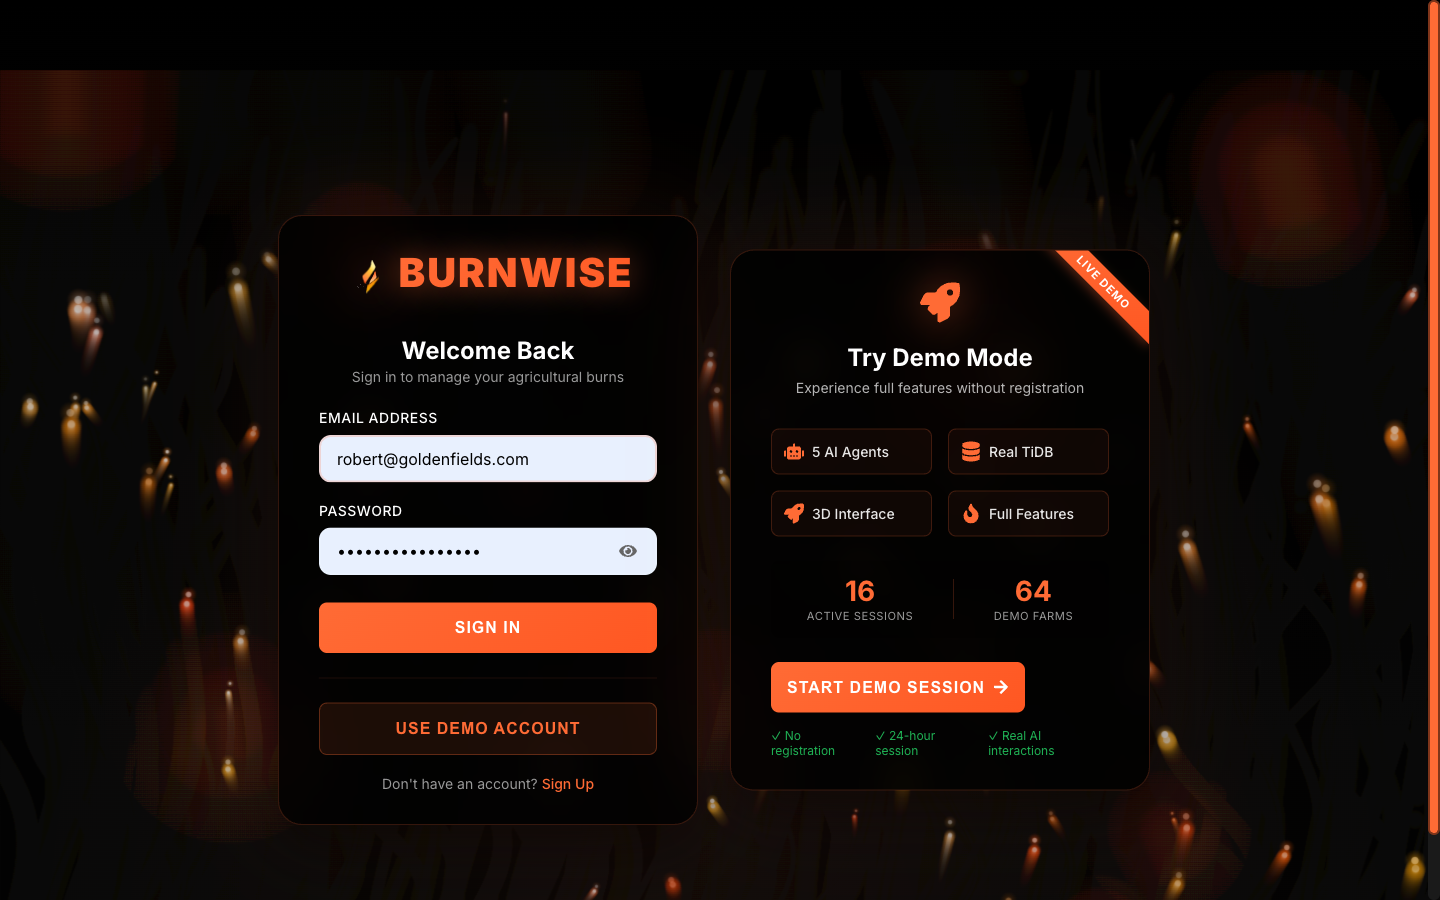 BURNWISE
Welcome Back
Sign in to manage your agricultural burns
EMAIL ADDRESS
robert@goldenfields.com
PASSWORD
••••••••••••••••
SIGN IN
USE DEMO ACCOUNT
Don't have an account? Sign Up
LIVE DEMO
Try Demo Mode
Experience full features without registration
5 AI Agents
Real TiDB
3D Interface
Full Features
16
ACTIVE SESSIONS
64
DEMO FARMS
START DEMO SESSION →
✓ No
registration
✓ 24-hour
session
✓ Real AI
interactions